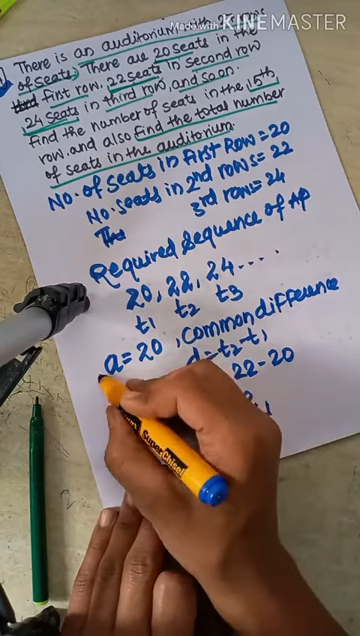 Made with KINEMASTER
There is an auditorium with 27 rows
of seats. There are 20 seats in the
first row, 22 seats in second row
24 seats in third row, and so on.
Find the number of seats in the 15th
row, and also find the total number
of seats in the auditorium.
No. of seats in First Row = 20
No. seats in 2nd rows = 22
3rd row = 24
Required Sequence of AP
20, 22, 24 ....
t1 t2 t3
a = 20, Common difference
d = t2 - t1
22 - 20
SuperChisel